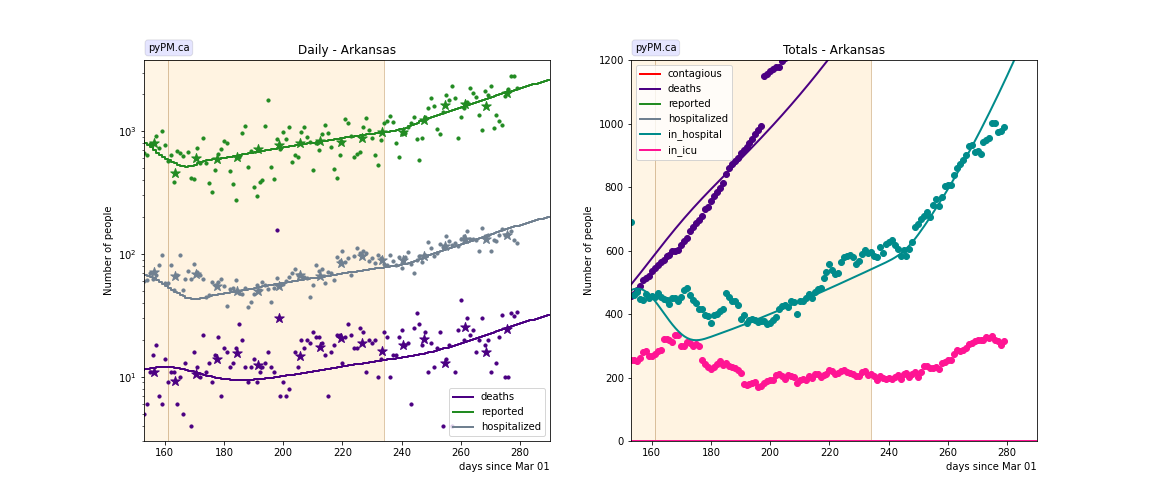 pyPM.ca
Daily - Arkansas
Number of people
10³
10²
10¹
160 180 200 220 240 260 280
days since Mar 01
deaths
reported
hospitalized
pyPM.ca
Totals - Arkansas
Number of people
1200
1000
800
600
400
200
0
contagious
deaths
reported
hospitalized
in_hospital
in_icu
160 180 200 220 240 260 280
days since Mar 01